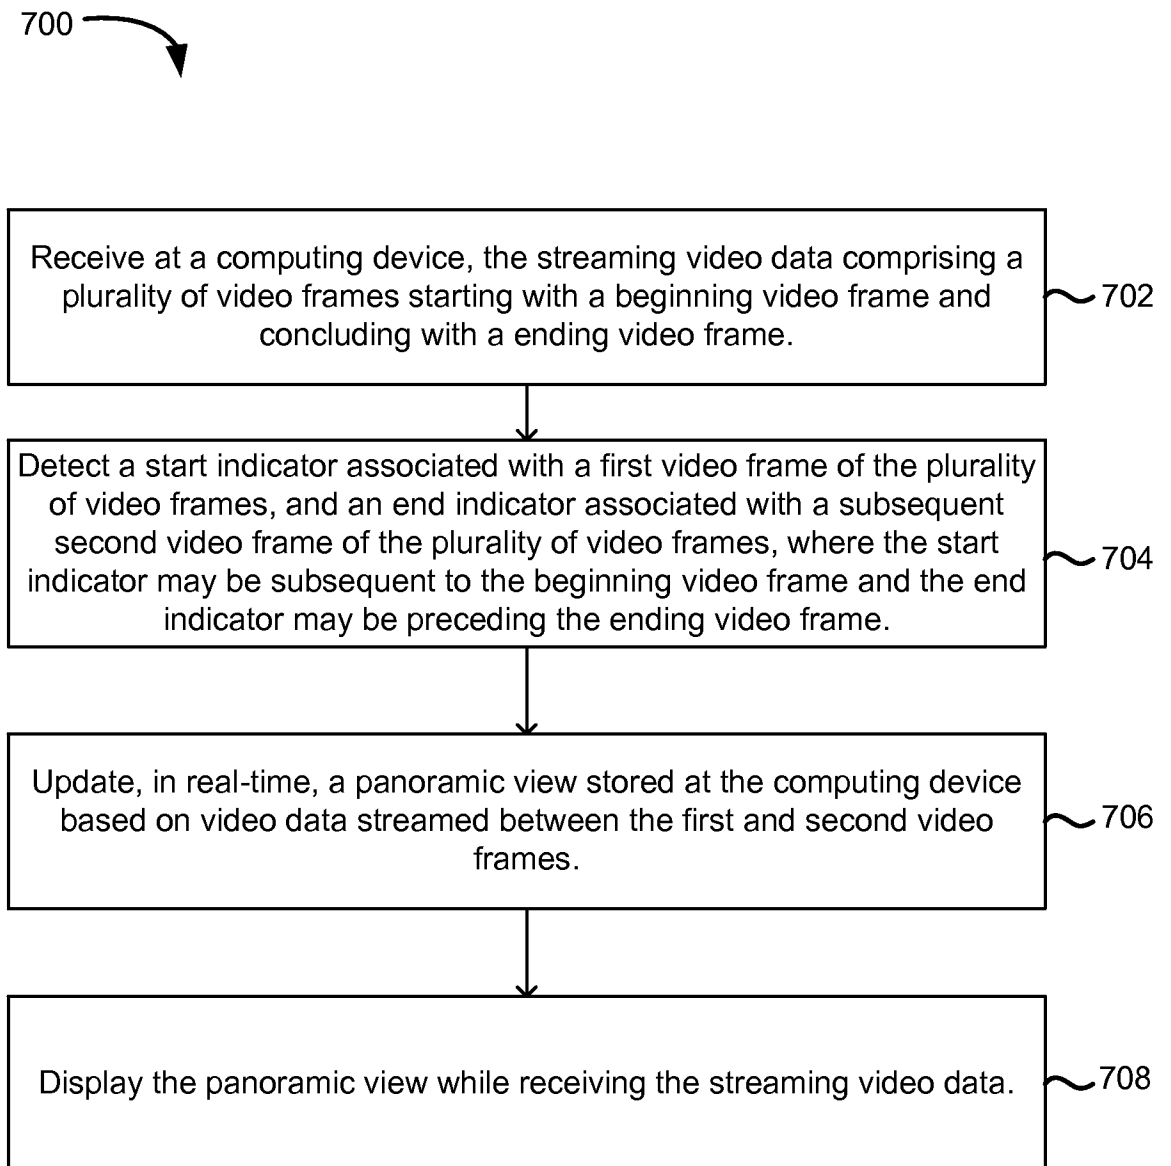 700
Receive at a computing device, the streaming video data comprising a
plurality of video frames starting with a beginning video frame and
concluding with a ending video frame.
702
Detect a start indicator associated with a first video frame of the plurality
of video frames, and an end indicator associated with a subsequent
second video frame of the plurality of video frames, where the start
indicator may be subsequent to the beginning video frame and the end
indicator may be preceding the ending video frame.
704
Update, in real-time, a panoramic view stored at the computing device
based on video data streamed between the first and second video
frames.
706
Display the panoramic view while receiving the streaming video data.
708